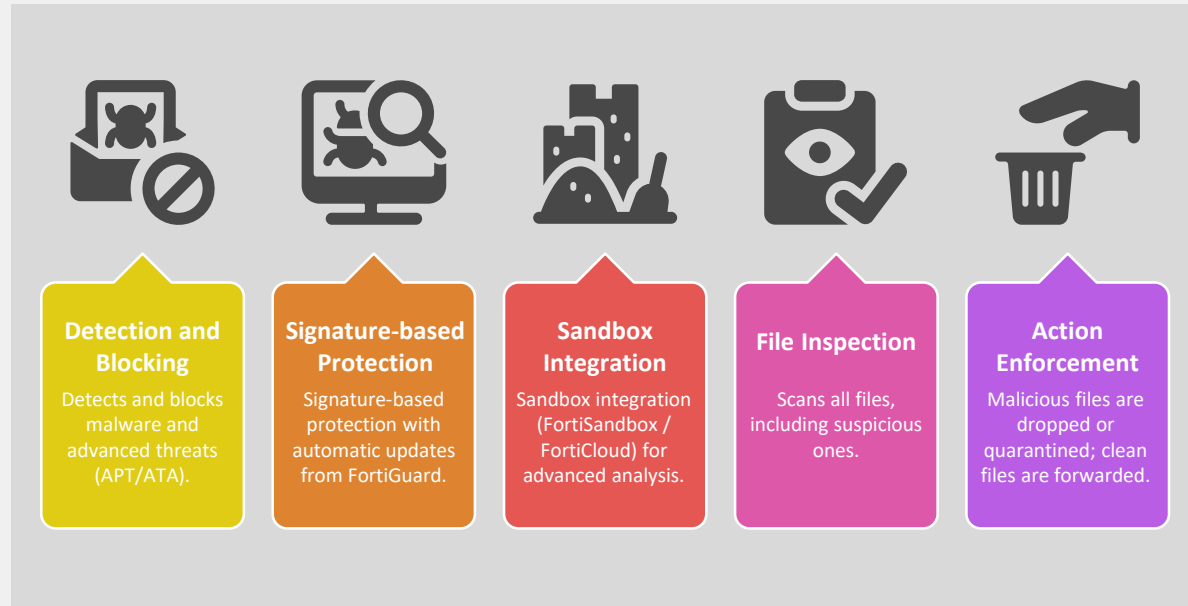 Detection and
Blocking
Detects and blocks
malware and
advanced threats
(APT/ATA).
Signature-based
Protection
Signature-based
protection with
automatic updates
from FortiGuard.
Sandbox
Integration
Sandbox integration
(FortiSandbox /
FortiCloud) for
advanced analysis.
File Inspection
Scans all files,
including suspicious
ones.
Action
Enforcement
Malicious files are
dropped or
quarantined; clean
files are forwarded.